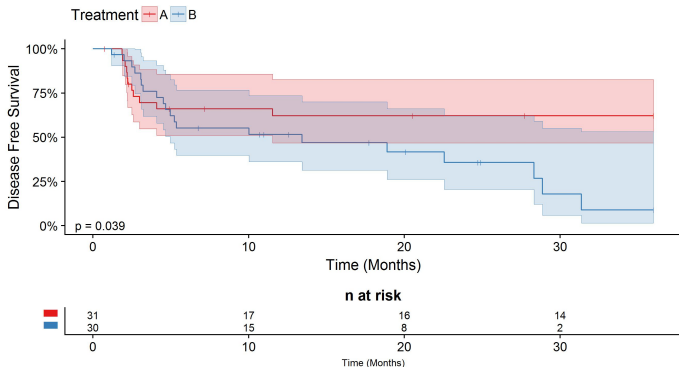 Treatment A B
100%
75%
50%
25%
0%
Disease Free Survival
p = 0.039
0 10 20 30
Time (Months)
n at risk
31 17 16 14
30 15 8 2
0 10 20 30
Time (Months)